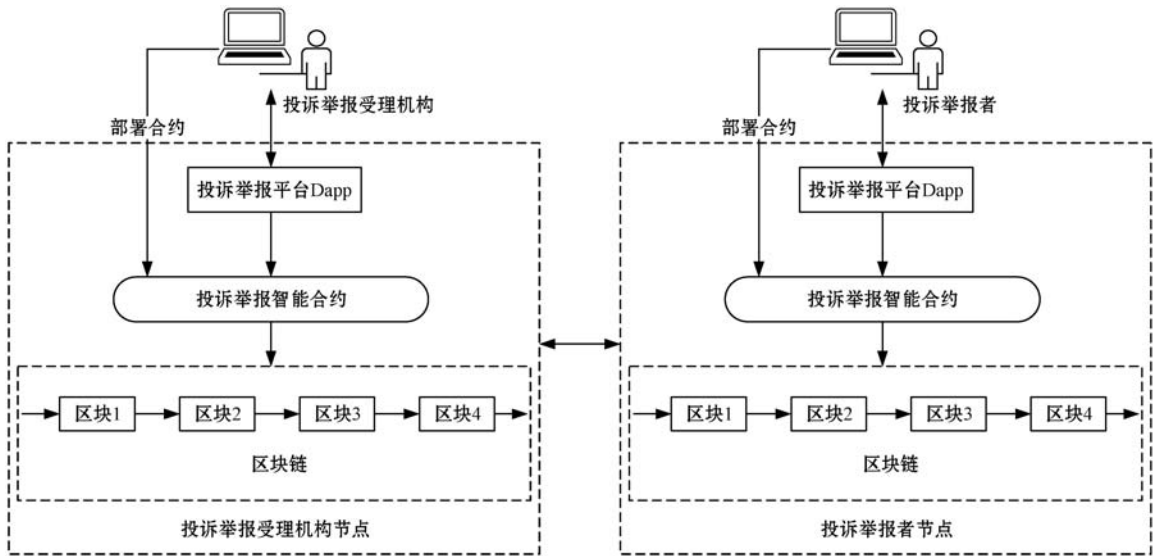 投诉举报受理机构
部署合约
投诉举报平台Dapp
投诉举报智能合约
区块1
区块2
区块3
区块4
区块链
投诉举报受理机构节点
投诉举报者
部署合约
投诉举报平台Dapp
投诉举报智能合约
区块1
区块2
区块3
区块4
区块链
投诉举报者节点